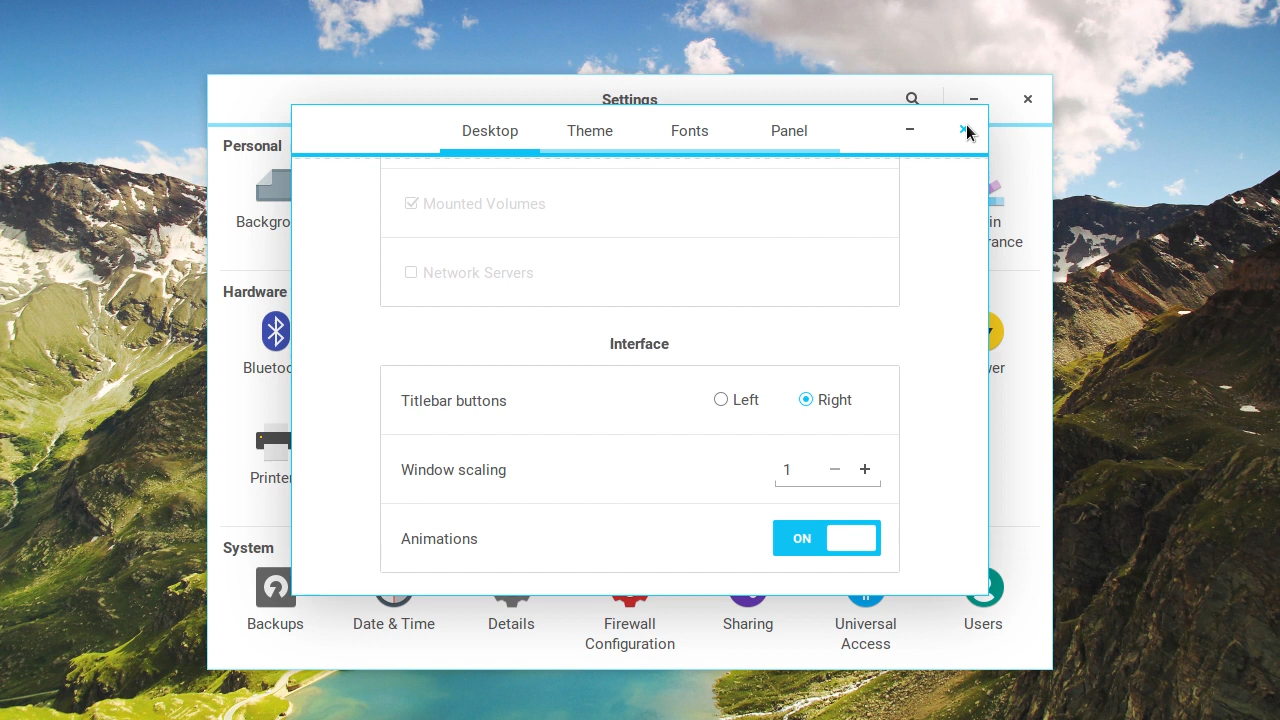 Settings
Desktop
Theme
Fonts
Panel
Personal
Mounted Volumes
Network Servers
Hardware
Interface
Titlebar buttons
Left
Right
Window scaling
1
Animations
ON
System
Backups
Date & Time
Details
Firewall
Configuration
Sharing
Universal
Access
Users